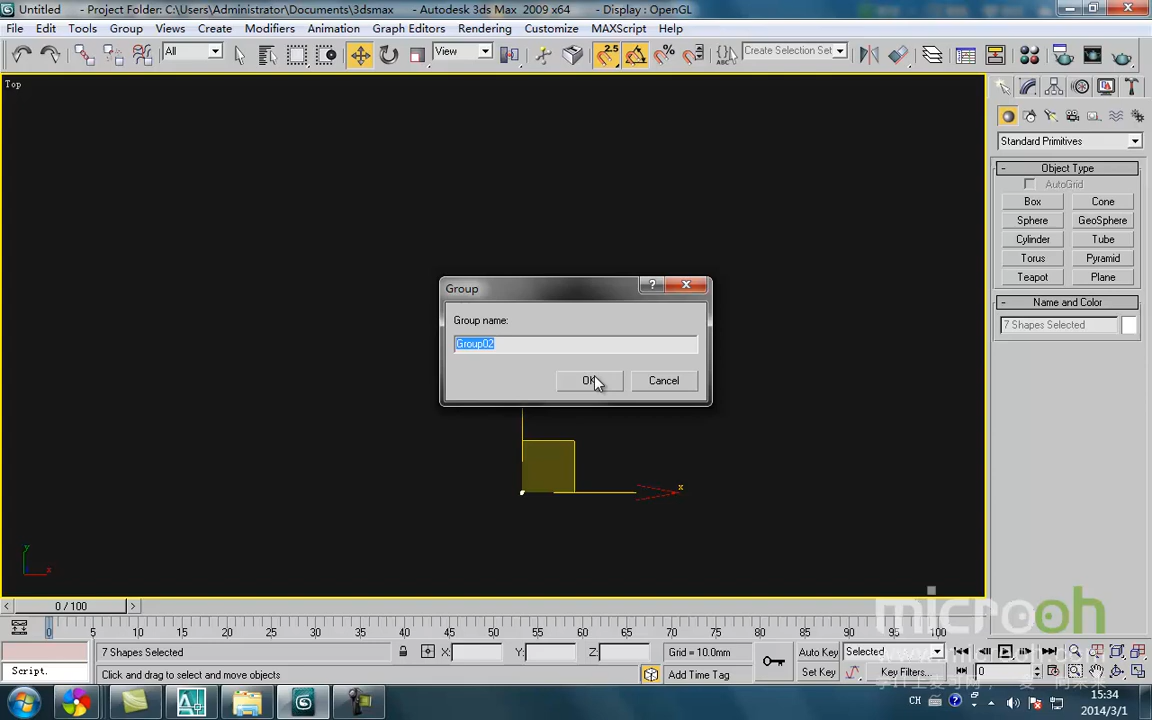 Untitled - Project Folder: C:\Users\Administrator\Documents\3dsmax - Autodesk 3ds Max 2009 x64 - Display : OpenGL
File Edit Tools Group Views Create Modifiers Animation Graph Editors Rendering Customize MAXScript Help
All View 2.5 ABC Create Selection Set
Top
Standard Primitives
- Object Type
AutoGrid
Box Cone
Sphere GeoSphere
Cylinder Tube
Torus Pyramid
Teapot Plane
- Name and Color
7 Shapes Selected
Group
Group name:
Group02
OK Cancel
x
y
x
< 0 / 100 >
0 5 10 15 20 25 30 35 40 45 50 55 60 65 70 75 80 85 90 95 100
microoh
7 Shapes Selected X: Y: Z: Grid = 10.0mm Auto Key Selected
Script. Click and drag to select and move objects Add Time Tag Set Key Key Filters... 0
CH 15:34
2014/3/1